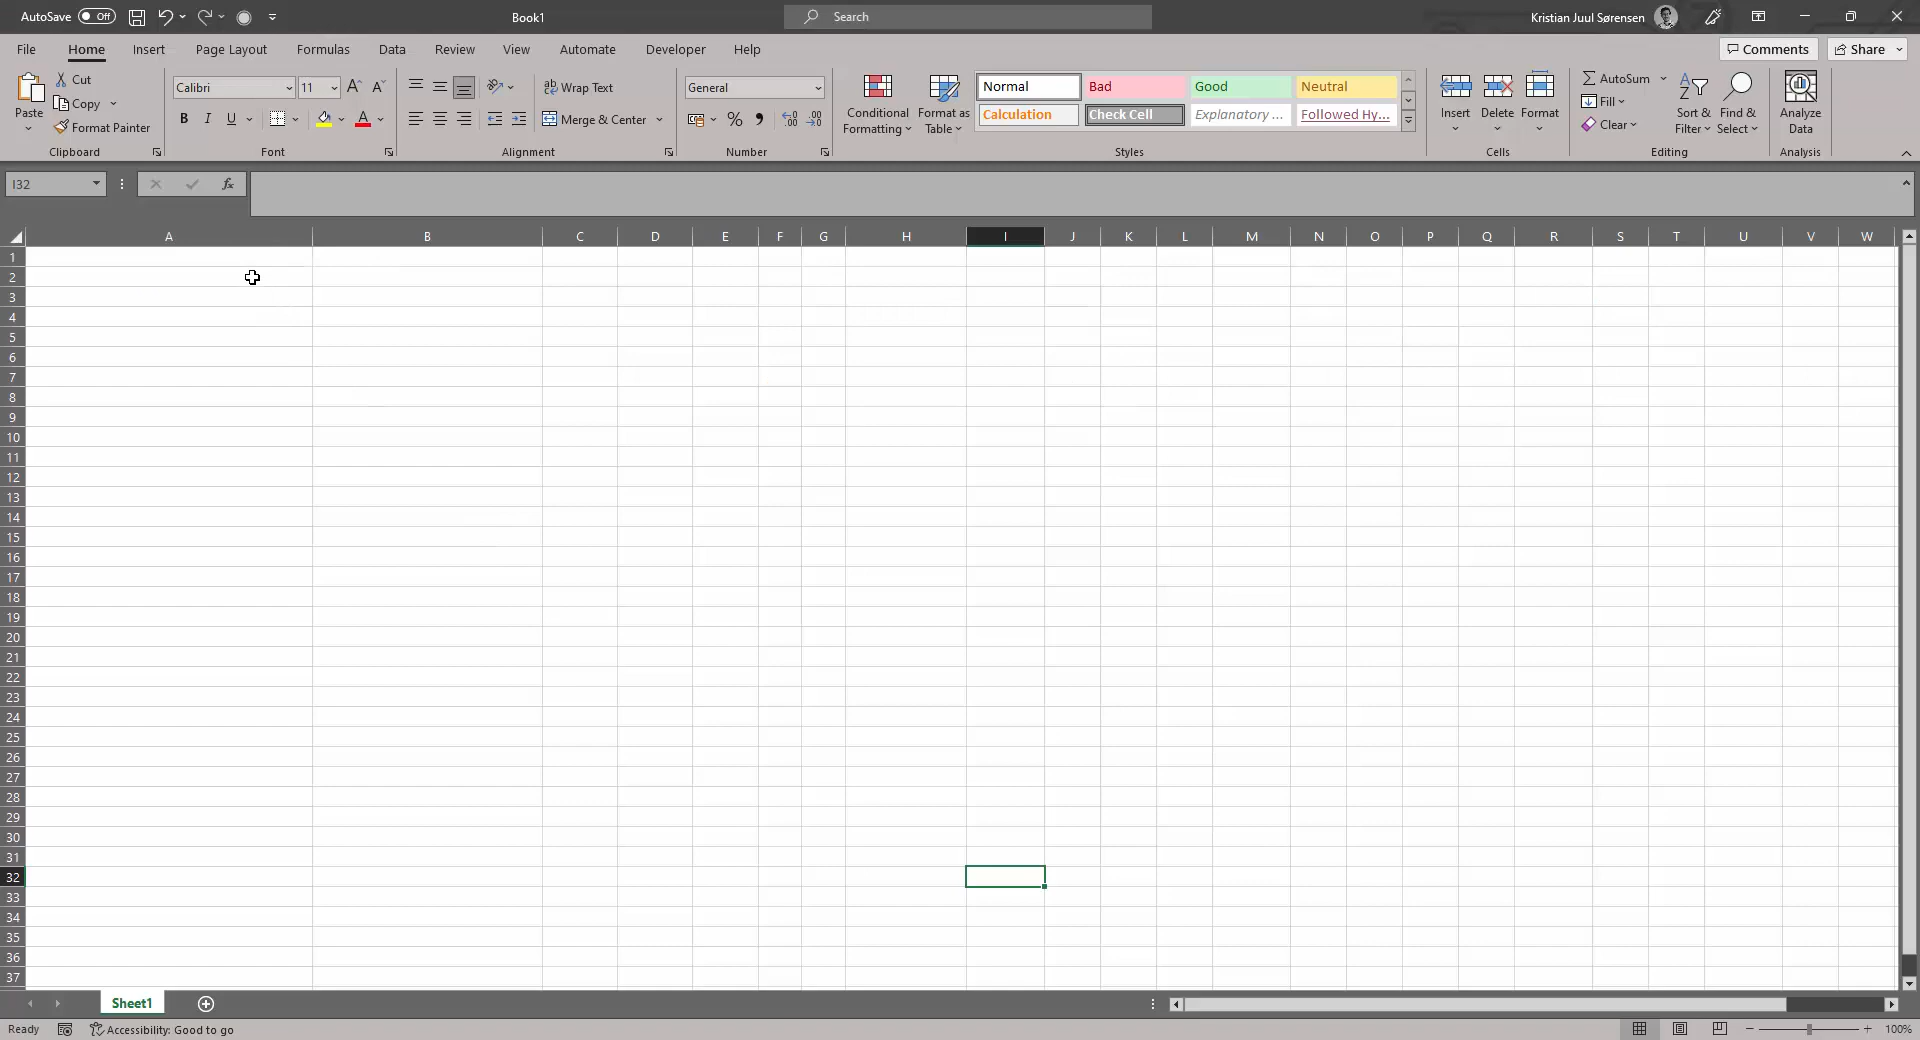 AutoSave Off Book1 Search Kristian Juul Sørensen
File Home Insert Page Layout Formulas Data Review View Automate Developer Help Comments Share
Paste Cut Copy Format Painter Clipboard
Calibri 11 B I U Font
Wrap Text Merge & Center Alignment
General % Number
Conditional Formatting Format as Table
Normal Bad Good Neutral
Calculation Check Cell Explanatory ... Followed Hy...
Styles
Insert Delete Format Cells
AutoSum Fill Clear Sort & Filter Find & Select Editing
Analyze Data Analysis
I32 fx
A B C D E F G H I J K L M N O P Q R S T U V W
1
2
3
4
5
6
7
8
9
10
11
12
13
14
15
16
17
18
19
20
21
22
23
24
25
26
27
28
29
30
31
32
33
34
35
36
37
Sheet1
Ready Accessibility: Good to go 100%